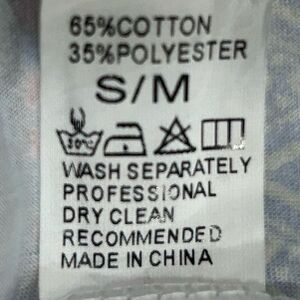 65%COTTON
35%POLYESTER
S/M
30°C
WASH SEPARATELY
PROFESSIONAL
DRY CLEAN
RECOMMENDED
MADE IN CHINA